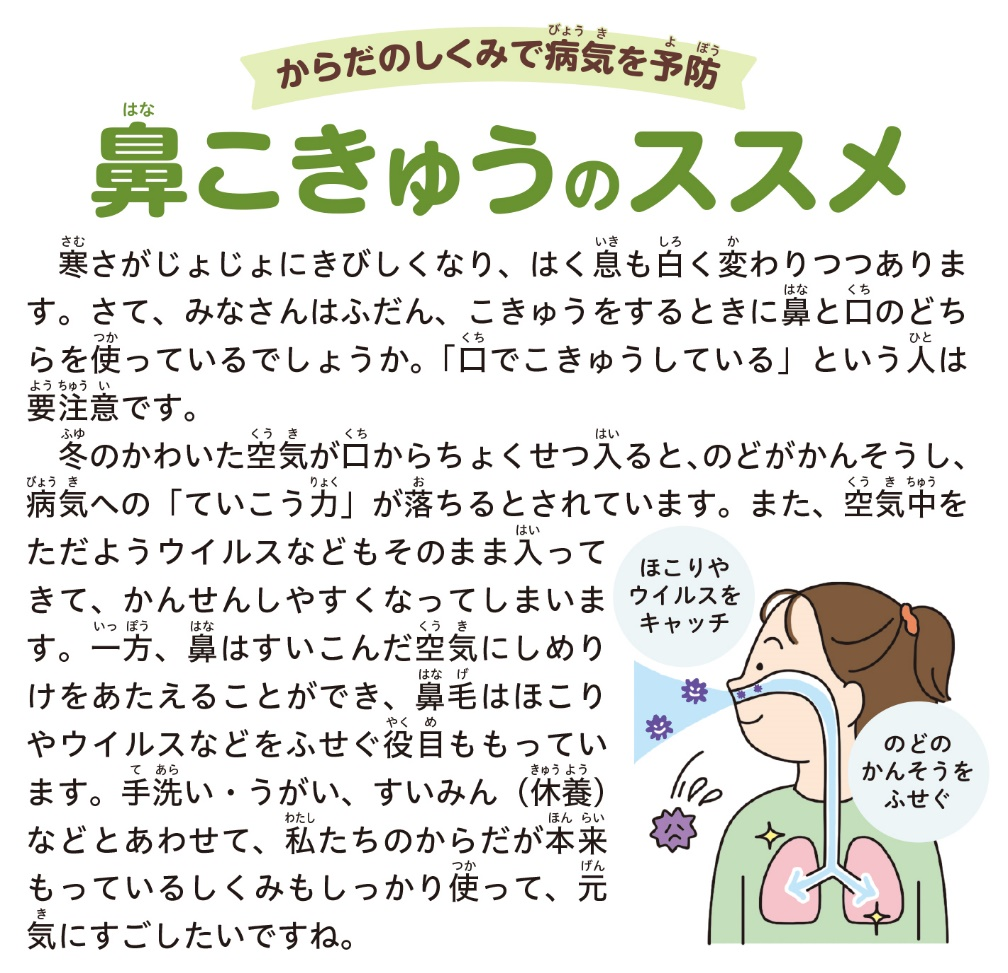 からだのしくみで病気を予防
鼻こきゅうのススメ
寒さがじょじょにきびしくなり、はく息も白く変わりつつありま
す。さて、みなさんはふだん、こきゅうをするときに鼻と口のどち
らを使っているでしょうか。「口でこきゅうしている」という人は
要注意です。
冬のかわいた空気が口からちょくせつ入ると、のどがかんそうし、
病気への「ていこう力」が落ちるとされています。また、空気中を
ただようウイルスなどもそのまま入って
きて、かんせんしやすくなってしまいま
す。一方、鼻はすいこんだ空気にしめり
けをあたえることができ、鼻毛はほこり
やウイルスなどをふせぐ役目ももってい
ます。手洗い・うがい、すいみん（休養）
などとあわせて、私たちのからだが本来
もっているしくみもしっかり使って、元
気にすごしたいですね。
ほこりや
ウイルスを
キャッチ
のどの
かんそうを
ふせぐ